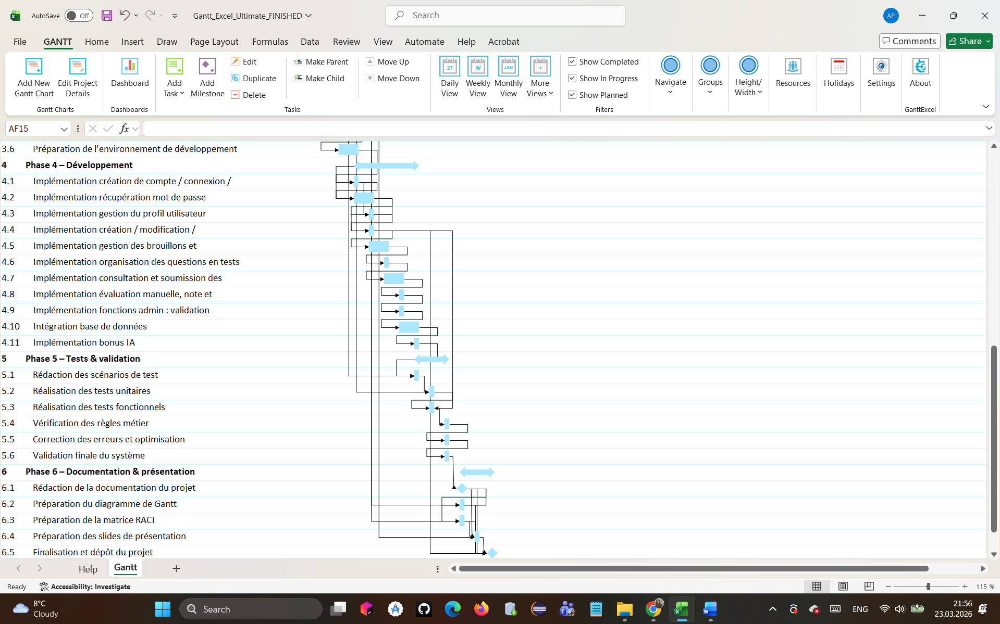 AutoSave Off Gantt_Excel_Ultimate_FINISHED Search AP
File GANTT Home Insert Draw Page Layout Formulas Data Review View Automate Help Acrobat Comments Share
Add New Gantt Chart
Edit Project Details
Gantt Charts
Dashboard
Dashboards
Add Task
Add Milestone
Edit
Duplicate
Delete
Make Parent
Make Child
Move Up
Move Down
Tasks
27
Daily View
W
Weekly View
JAN
Monthly View
More Views
Views
Show Completed
Show In Progress
Show Planned
Filters
Navigate
Groups
Height/ Width
Resources
Holidays
Settings
About
GanttExcel
AF15 fx
3.6 Préparation de l’environnement de développement
4 Phase 4 – Développement
4.1 Implémentation création de compte / connexion /
4.2 Implémentation récupération mot de passe
4.3 Implémentation gestion du profil utilisateur
4.4 Implémentation création / modification /
4.5 Implémentation gestion des brouillons et
4.6 Implémentation organisation des questions en tests
4.7 Implémentation consultation et soumission des
4.8 Implémentation évaluation manuelle, note et
4.9 Implémentation fonctions admin : validation
4.10 Intégration base de données
4.11 Implémentation bonus IA
5 Phase 5 – Tests & validation
5.1 Rédaction des scénarios de test
5.2 Réalisation des tests unitaires
5.3 Réalisation des tests fonctionnels
5.4 Vérification des règles métier
5.5 Correction des erreurs et optimisation
5.6 Validation finale du système
6 Phase 6 – Documentation & présentation
6.1 Rédaction de la documentation du projet
6.2 Préparation du diagramme de Gantt
6.3 Préparation de la matrice RACI
6.4 Préparation des slides de présentation
6.5 Finalisation et dépôt du projet
Help Gantt
Ready Accessibility: Investigate 115 %
8°C
Cloudy
Search
ENG
21:56
23.03.2026